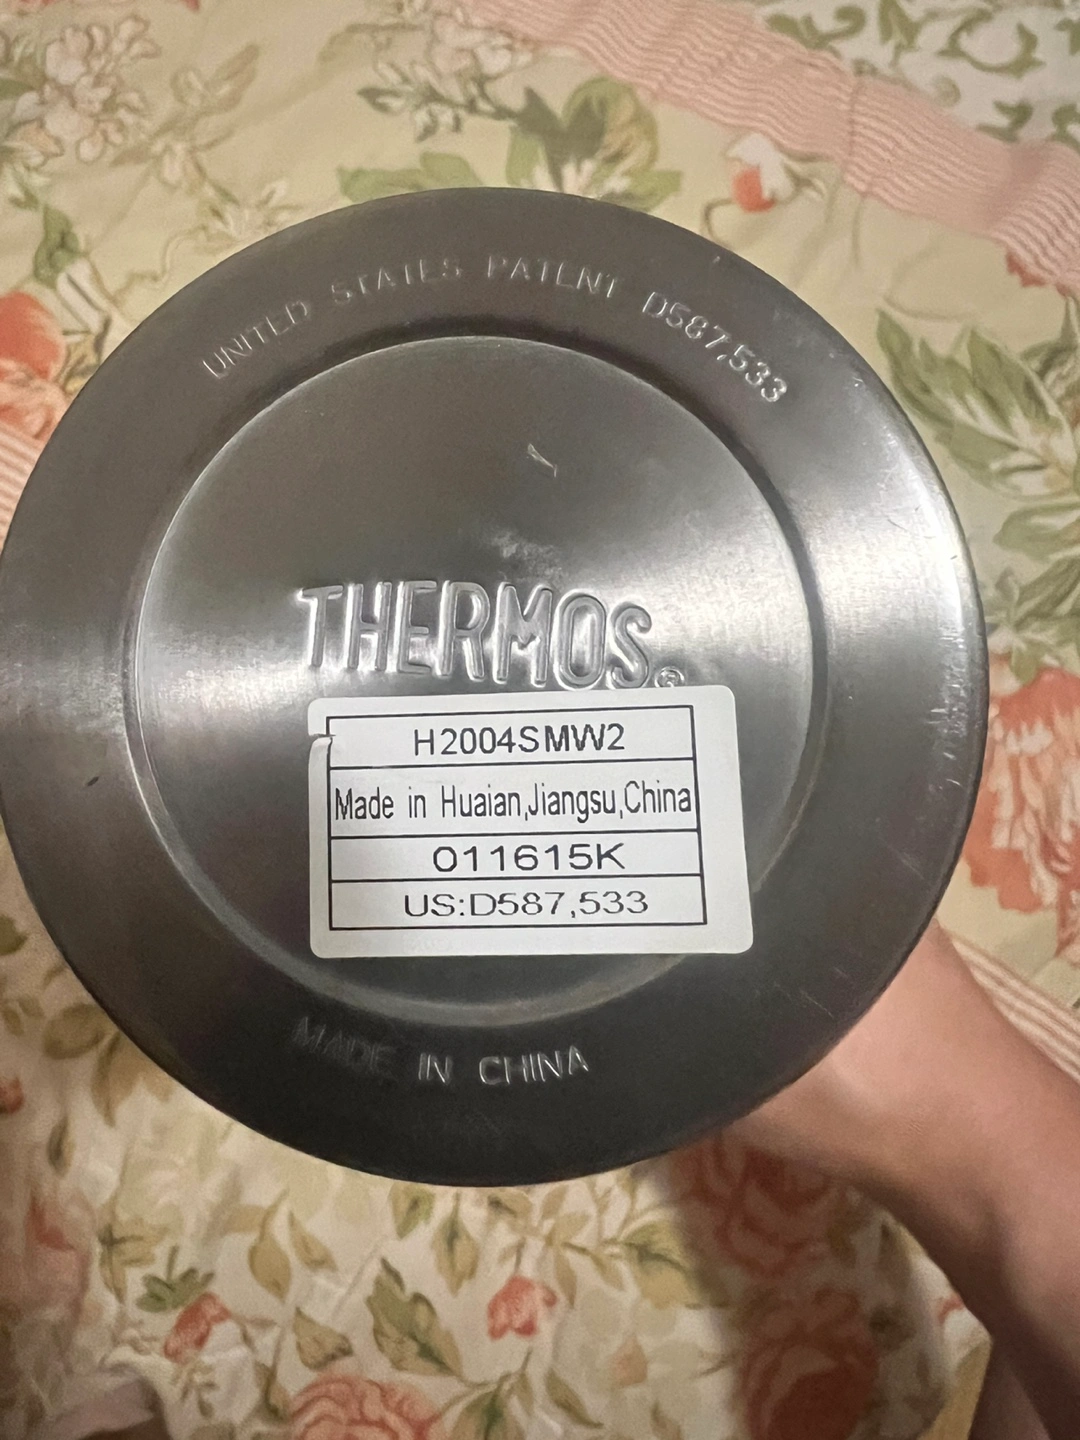 UNITED STATES PATENT D587,533
THERMOS®
H2004SMW2
Made in Huaian,Jiangsu,China
011615K
US:D587,533
MADE IN CHINA